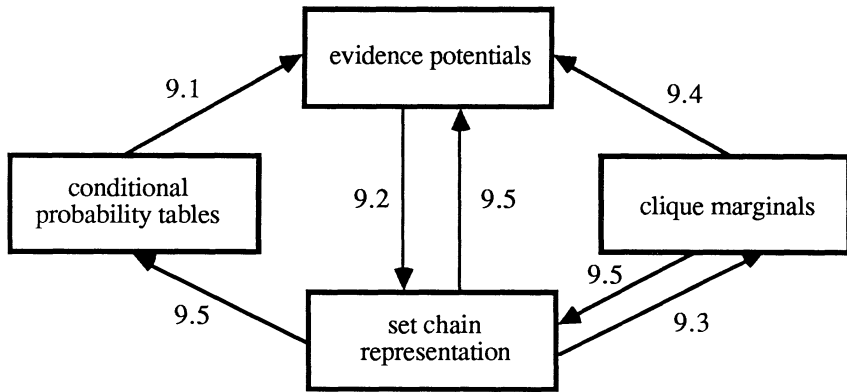 evidence potentials
9.1
9.4
conditional
probability tables
9.2
9.5
clique marginals
9.5
9.5
9.3
set chain
representation